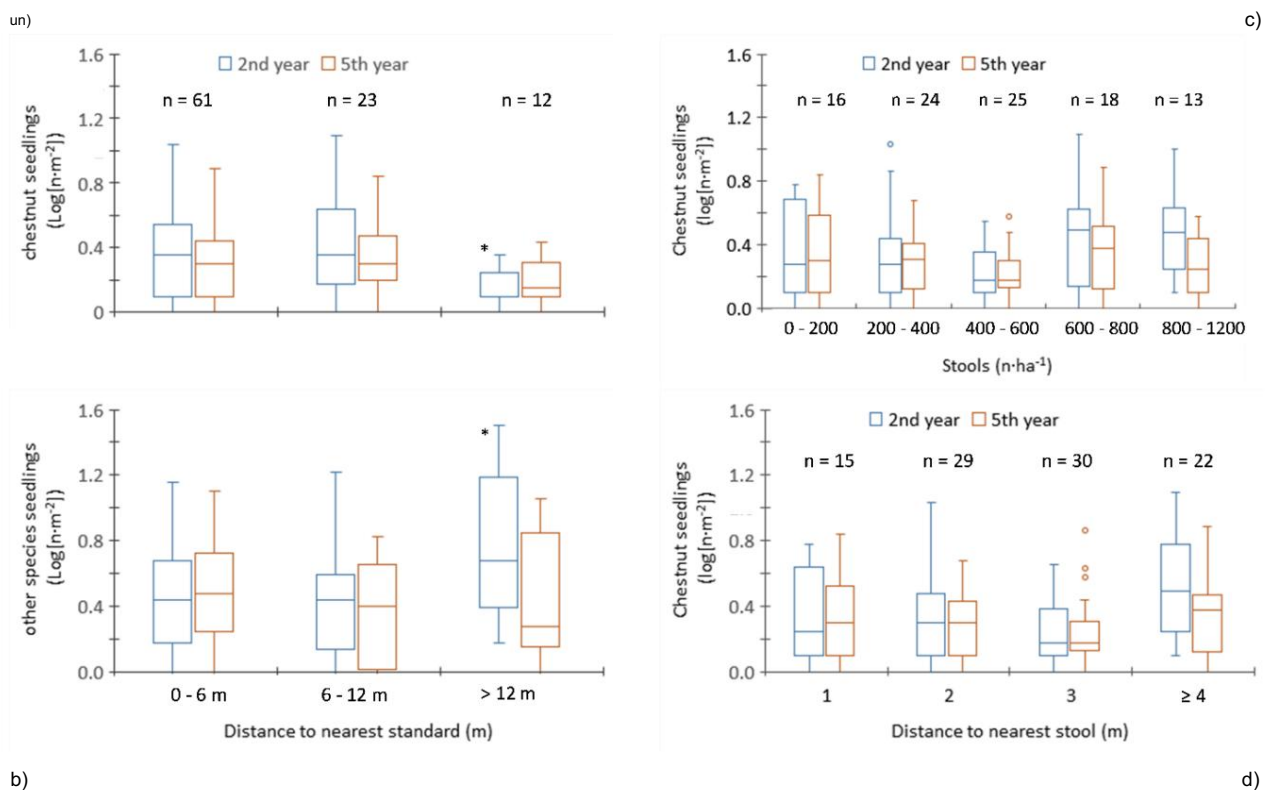 un)
c)
1.6
1.2
0.8
0.4
0
chestnut seedlings
(Log[n·m-2])
2nd year 5th year
n = 61 n = 23 n = 12
*
1.6
1.2
0.8
0.4
0.0
Chestnut seedlings
(log[n·m-2])
2nd year 5th year
n = 16 n = 24 n = 25 n = 18 n = 13
0 - 200 200 - 400 400 - 600 600 - 800 800 - 1200
Stools (n·ha-1)
1.6
1.2
0.8
0.4
0.0
other species seedlings
(Log[n·m-2])
*
0 - 6 m 6 - 12 m > 12 m
Distance to nearest standard (m)
1.6
1.2
0.8
0.4
0.0
Chestnut seedlings
(log[n·m-2])
2nd year 5th year
n = 15 n = 29 n = 30 n = 22
1 2 3 ≥ 4
Distance to nearest stool (m)
b)
d)